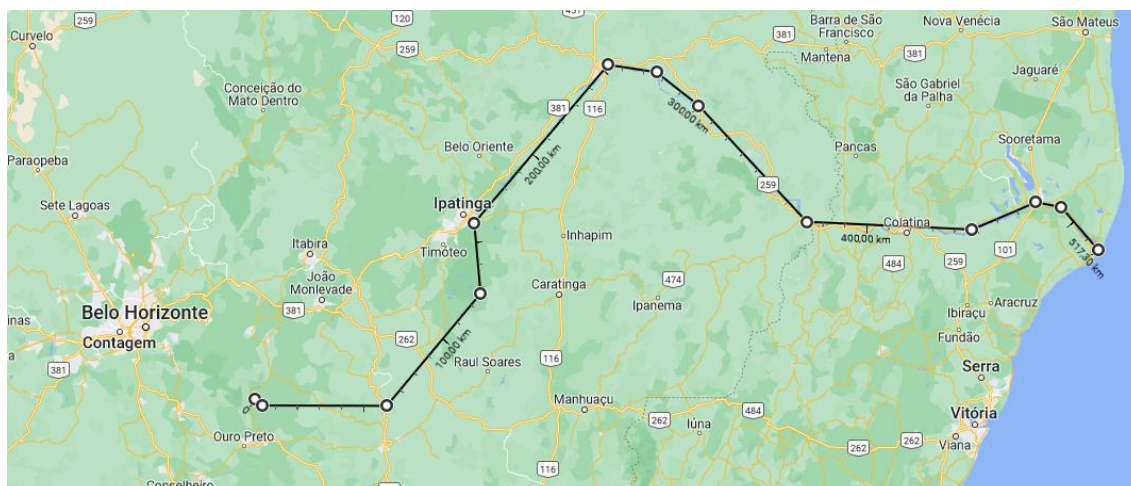 451
259
120
Curvelo
259
Barra de São
Francisco
Nova Venécia
São Mateus
381
Mantena
381
Conceição do
Mato Dentro
Jaguaré
São Gabriel
da Palha
381
116
300.00 km
Paraopeba
Belo Oriente
200.00 km
Pancas
Sooretama
259
Sete Lagoas
Ipatinga
Itabira
Timóteo
Inhapim
Colatina
400.00 km
101
484
259
517.30 km
João
Monlevade
Caratinga
474
Ipanema
Aracruz
Ibiraçu
381
Belo Horizonte
Contagem
262
100.00 km
Fundão
381
Raul Soares
116
Serra
0
Manhuaçu
484
Vitória
262
Iúna
Ouro Preto
262
262
Viana
116
Conselheiro